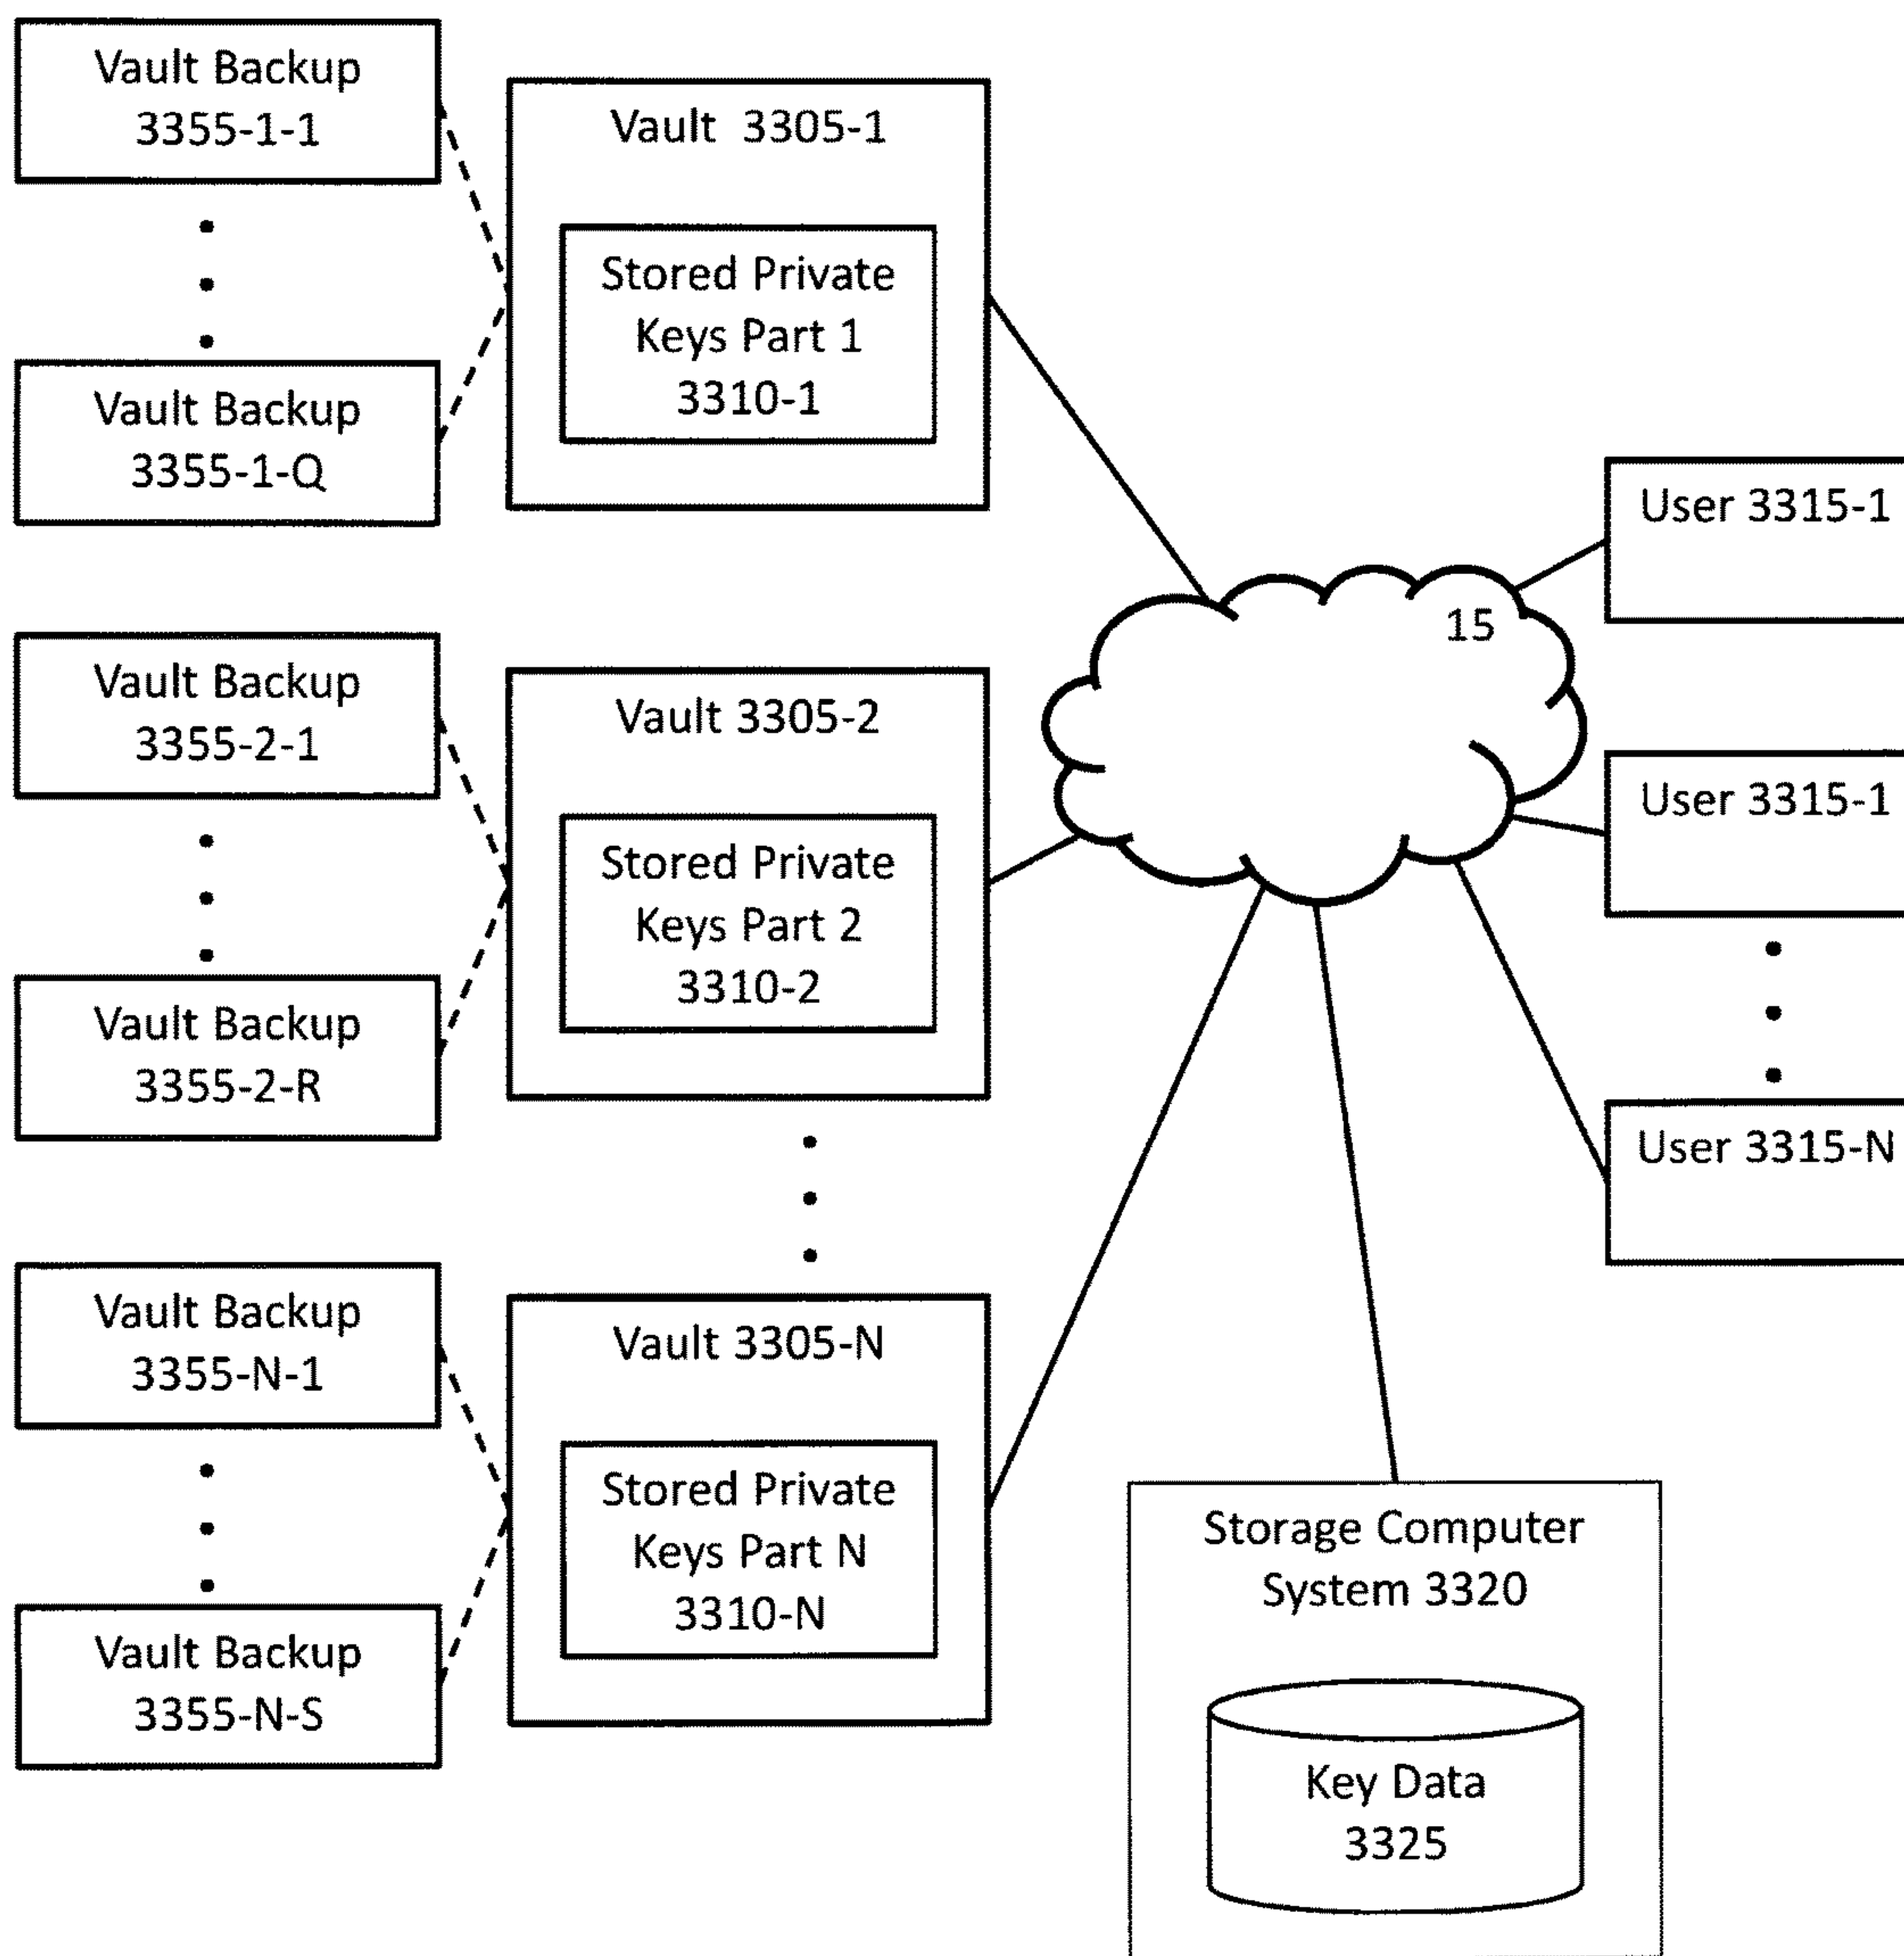 Vault Backup
3355-1-1
Vault Backup
3355-1-Q
Vault 3305-1
Stored Private
Keys Part 1
3310-1
Vault Backup
3355-2-1
Vault Backup
3355-2-R
Vault 3305-2
Stored Private
Keys Part 2
3310-2
Vault Backup
3355-N-1
Vault Backup
3355-N-S
Vault 3305-N
Stored Private
Keys Part N
3310-N
15
User 3315-1
User 3315-1
User 3315-N
Storage Computer
System 3320
Key Data
3325